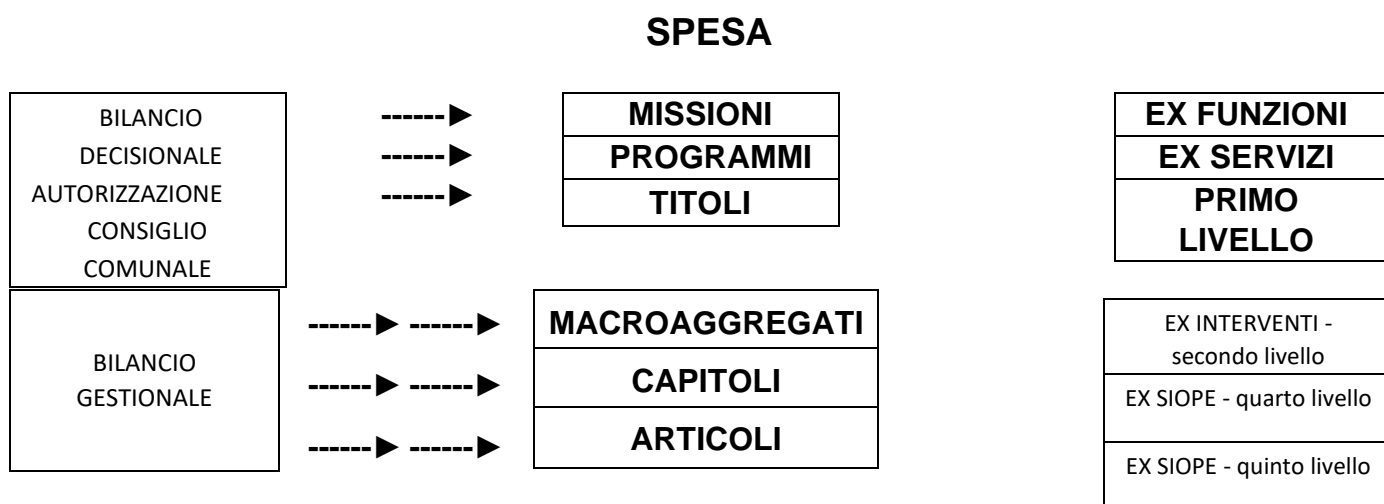 SPESA
BILANCIO
DECISIONALE
AUTORIZZAZIONE
CONSIGLIO
COMUNALE
------►
------►
------►
MISSIONI
PROGRAMMI
TITOLI
EX FUNZIONI
EX SERVIZI
PRIMO
LIVELLO
BILANCIO
GESTIONALE
------► ------►
------► ------►
------► ------►
MACROAGGREGATI
CAPITOLI
ARTICOLI
EX INTERVENTI -
secondo livello
EX SIOPE - quarto livello
EX SIOPE - quinto livello